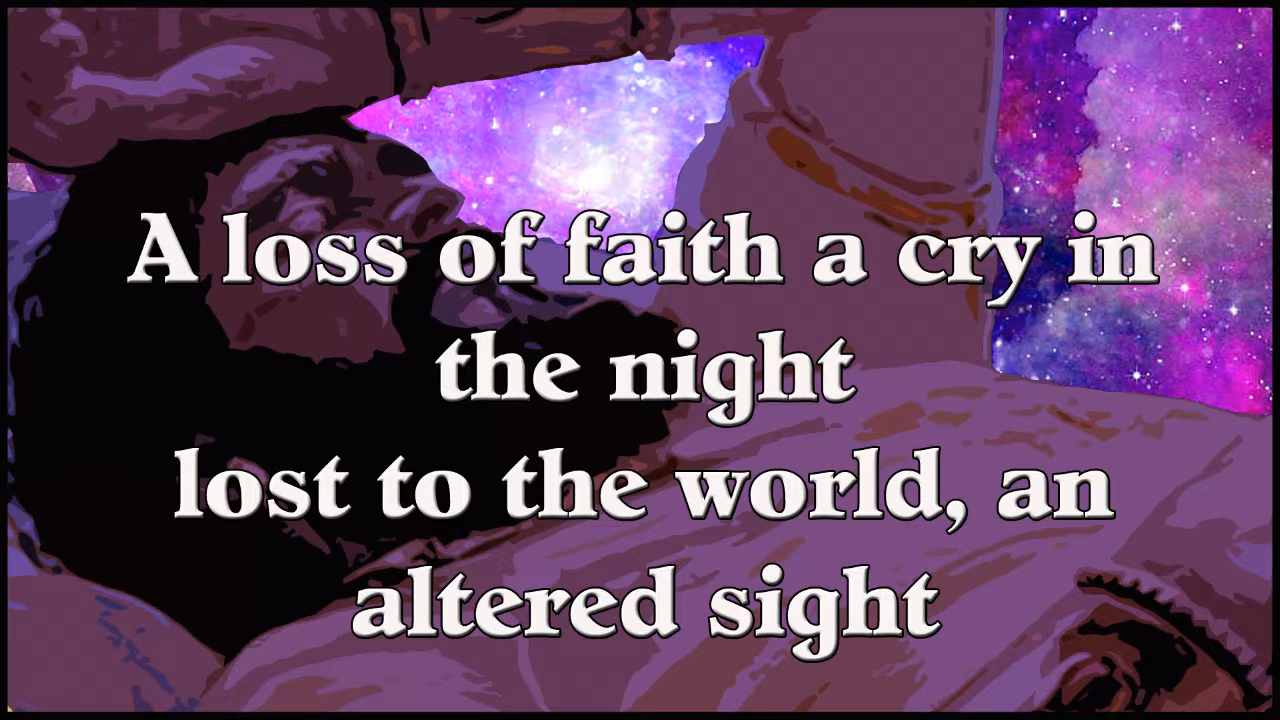 A loss of faith a cry in
the night
lost to the world, an
altered sight